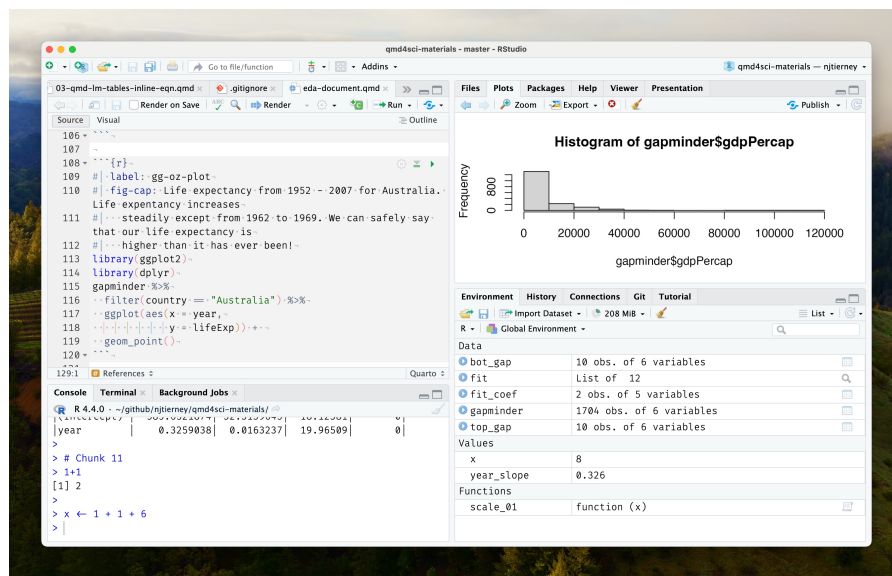 qmd4sci-materials - master - RStudio
Go to file/function
Addins
qmd4sci-materials — njtierney
03-qmd-lm-tables-inline-eqn.qmd
.gitignore
eda-document.qmd
Render on Save
ABC
Render
Run
Source
Visual
Outline
106 ```
107
108 ```{r}
109 #| label: gg-oz-plot
110 #| fig-cap: Life expectancy from 1952 - 2007 for Australia.
Life expentancy increases
111 #|   steadily except from 1962 to 1969. We can safely say
that our life expectancy is
112 #|   higher than it has ever been!
113 library(ggplot2)
114 library(dplyr)
115 gapminder %>%
116   filter(country == "Australia") %>%
117   ggplot(aes(x = year,
118              y = lifeExp)) +
119   geom_point()
120 ```
129:1
References
Quarto
Console
Terminal
Background Jobs
R 4.4.0 · ~/github/njtierney/qmd4sci-materials/
|year | 0.3259038| 0.0163237| 19.96509| 0|
>
> # Chunk 11
> 1+1
[1] 2
>
> x ← 1 + 1 + 6
>
Files
Plots
Packages
Help
Viewer
Presentation
Zoom
Export
Publish
Histogram of gapminder$gdpPercap
Frequency
800
0
0 20000 40000 60000 80000 100000 120000
gapminder$gdpPercap
Environment
History
Connections
Git
Tutorial
Import Dataset
208 MiB
List
R
Global Environment
Data
bot_gap 10 obs. of 6 variables
fit List of 12
fit_coef 2 obs. of 5 variables
gapminder 1704 obs. of 6 variables
top_gap 10 obs. of 6 variables
Values
x 8
year_slope 0.326
Functions
scale_01 function (x)